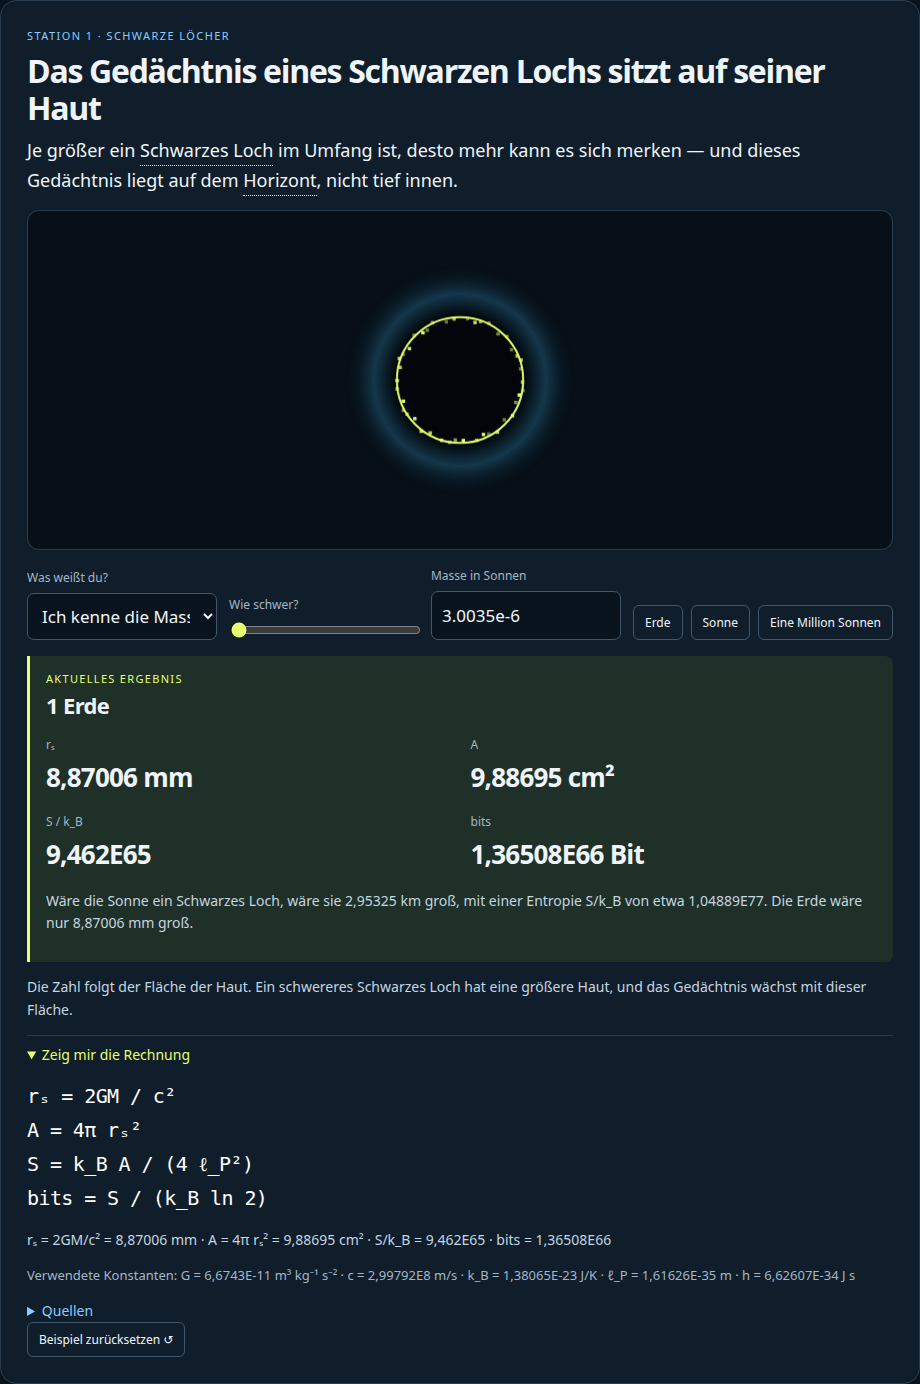 STATION 1 · SCHWARZE LÖCHER
Das Gedächtnis eines Schwarzen Lochs sitzt auf seiner
Haut
Je größer ein Schwarzes Loch im Umfang ist, desto mehr kann es sich merken — und dieses
Gedächtnis liegt auf dem Horizont, nicht tief innen.
Was weißt du?
Ich kenne die Mass
Wie schwer?
Masse in Sonnen
3.0035e-6
Erde
Sonne
Eine Million Sonnen
AKTUELLES ERGEBNIS
1 Erde
rₛ
8,87006 mm
A
9,88695 cm²
S / k_B
9,462E65
bits
1,36508E66 Bit
Wäre die Sonne ein Schwarzes Loch, wäre sie 2,95325 km groß, mit einer Entropie S/k_B von etwa 1,04889E77. Die Erde wäre
nur 8,87006 mm groß.
Die Zahl folgt der Fläche der Haut. Ein schwereres Schwarzes Loch hat eine größere Haut, und das Gedächtnis wächst mit dieser
Fläche.
▼ Zeig mir die Rechnung
rₛ = 2GM / c²
A = 4π rₛ²
S = k_B A / (4 ℓ_P²)
bits = S / (k_B ln 2)
rₛ = 2GM/c² = 8,87006 mm · A = 4π rₛ² = 9,88695 cm² · S/k_B = 9,462E65 · bits = 1,36508E66
Verwendete Konstanten: G = 6,6743E-11 m³ kg⁻¹ s⁻² · c = 2,99792E8 m/s · k_B = 1,38065E-23 J/K · ℓ_P = 1,61626E-35 m · h = 6,62607E-34 J s
▶ Quellen
Beispiel zurücksetzen ↺